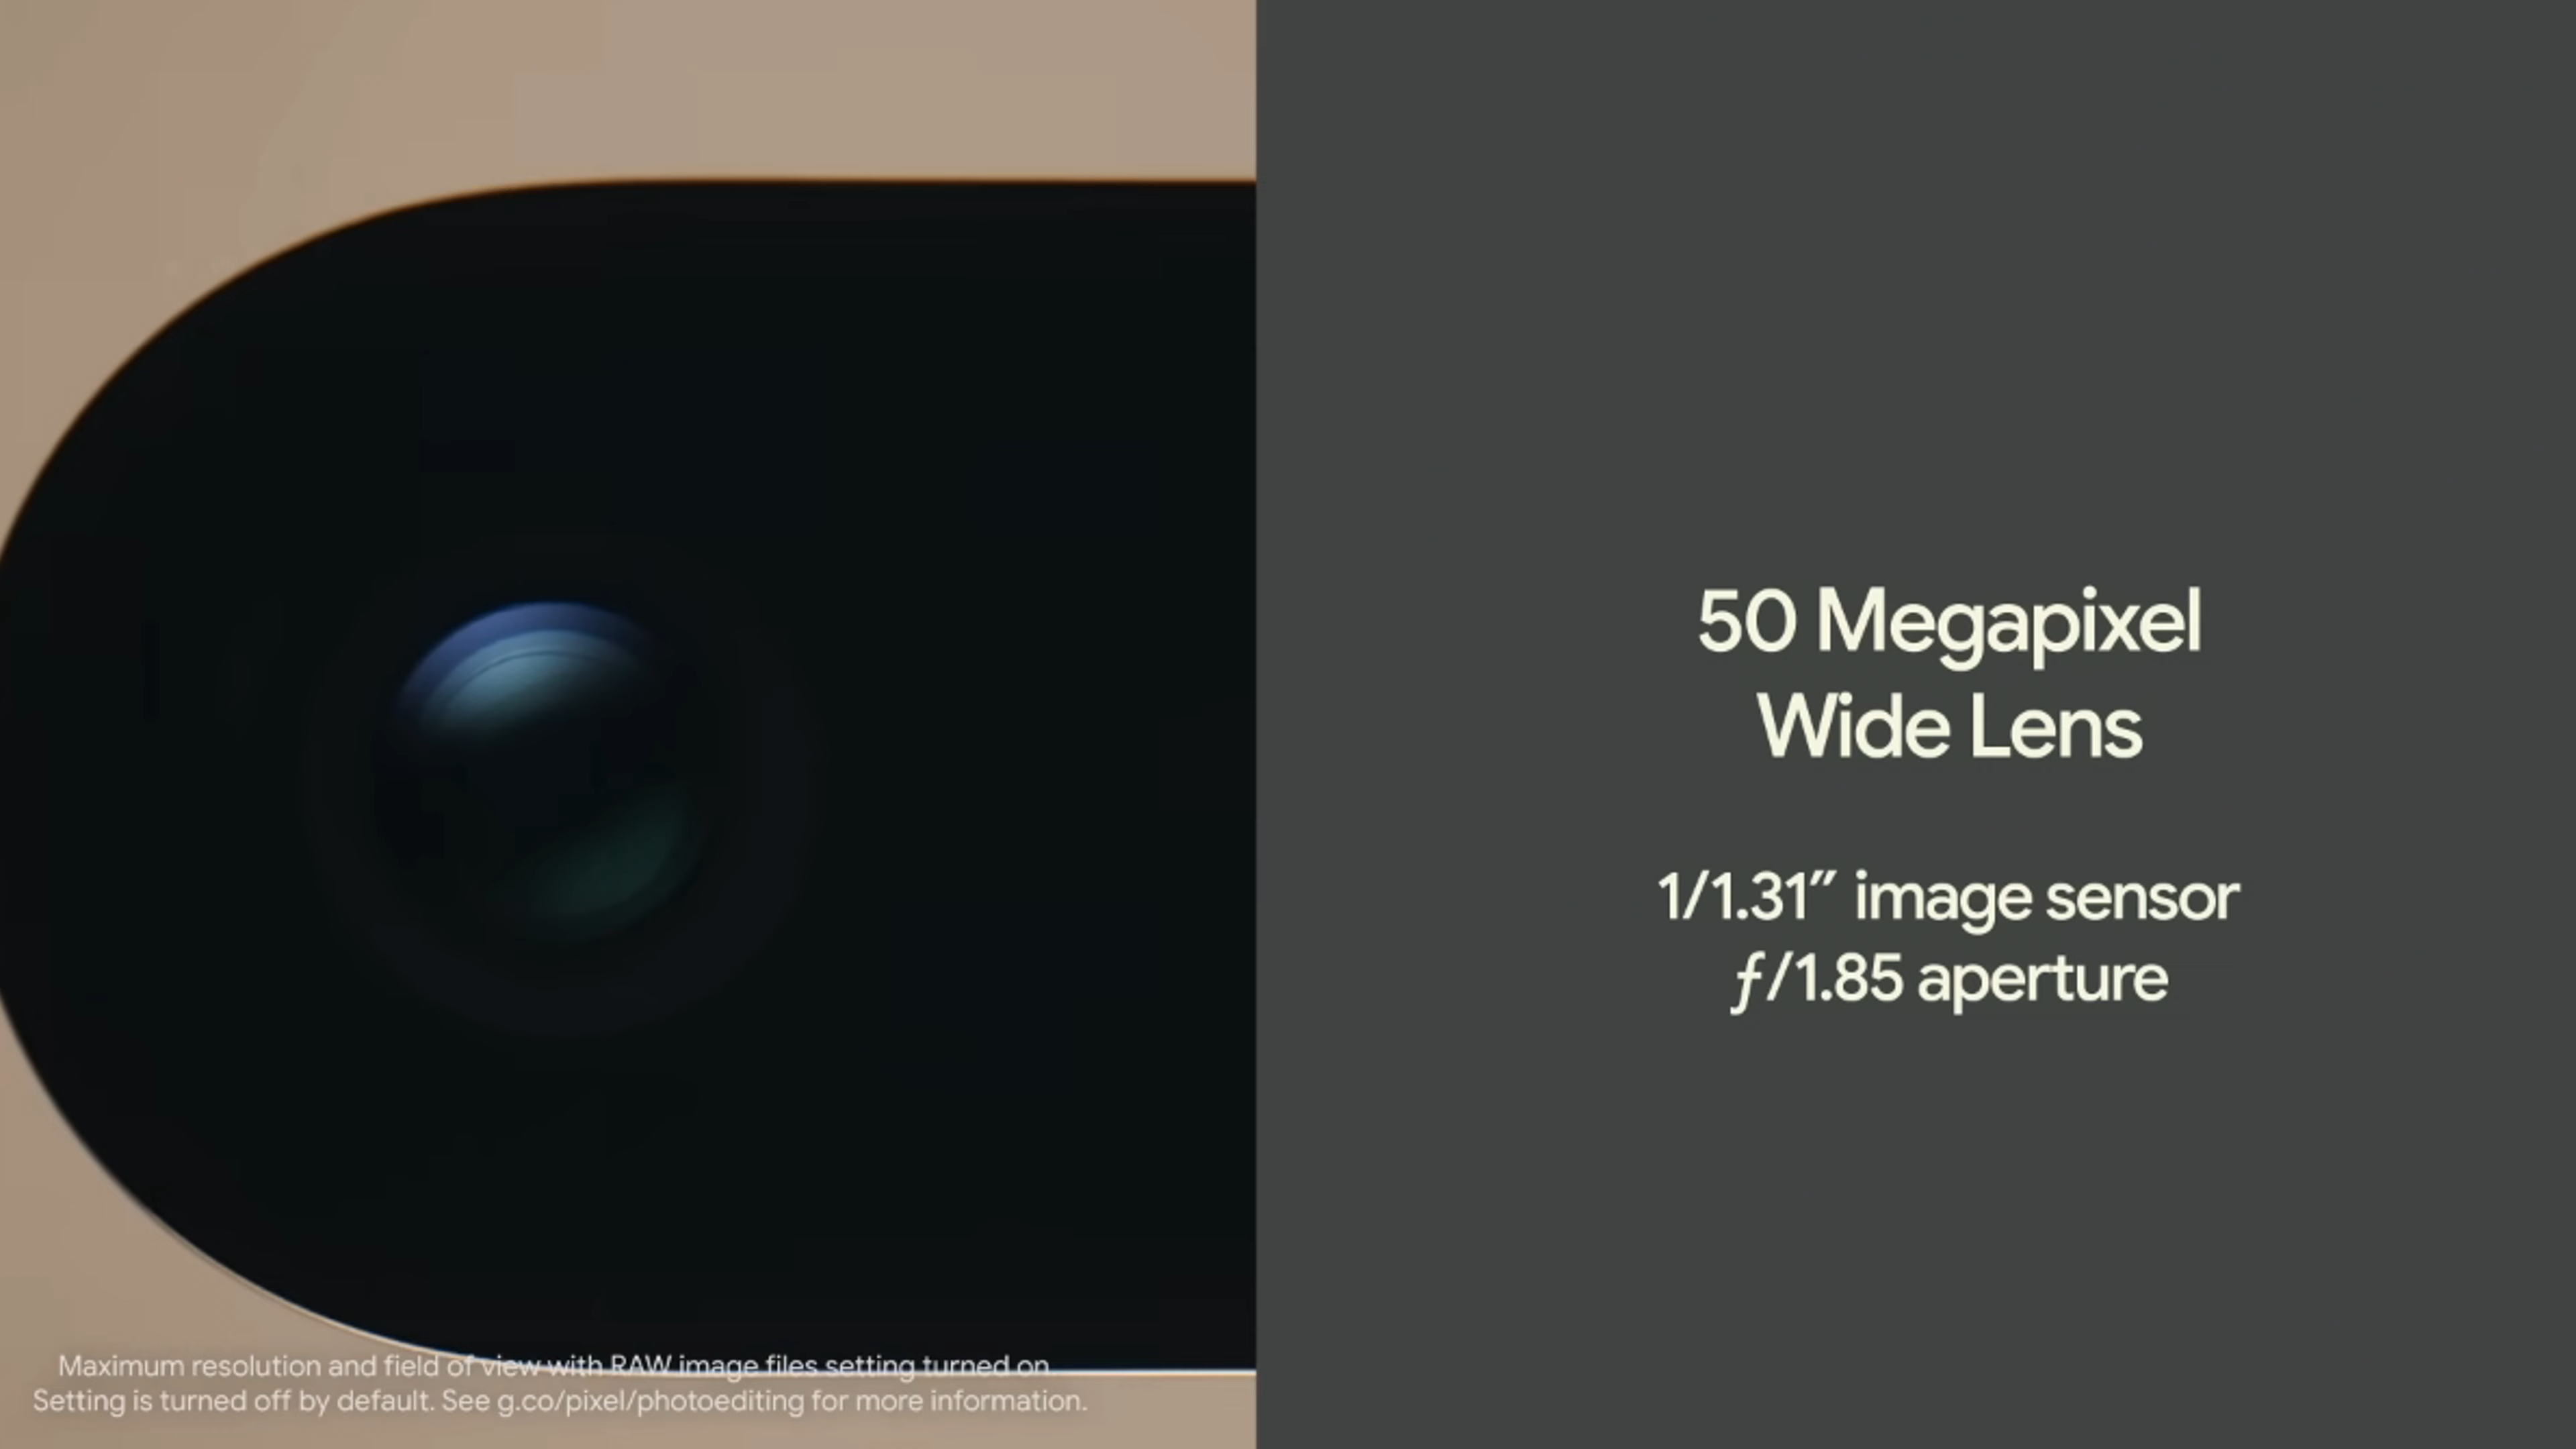 50 Megapixel
Wide Lens
1/1.31″ image sensor
ƒ/1.85 aperture
Maximum resolution and field of view with RAW image files setting turned on.
Setting is turned off by default. See g.co/pixel/photoediting for more information.